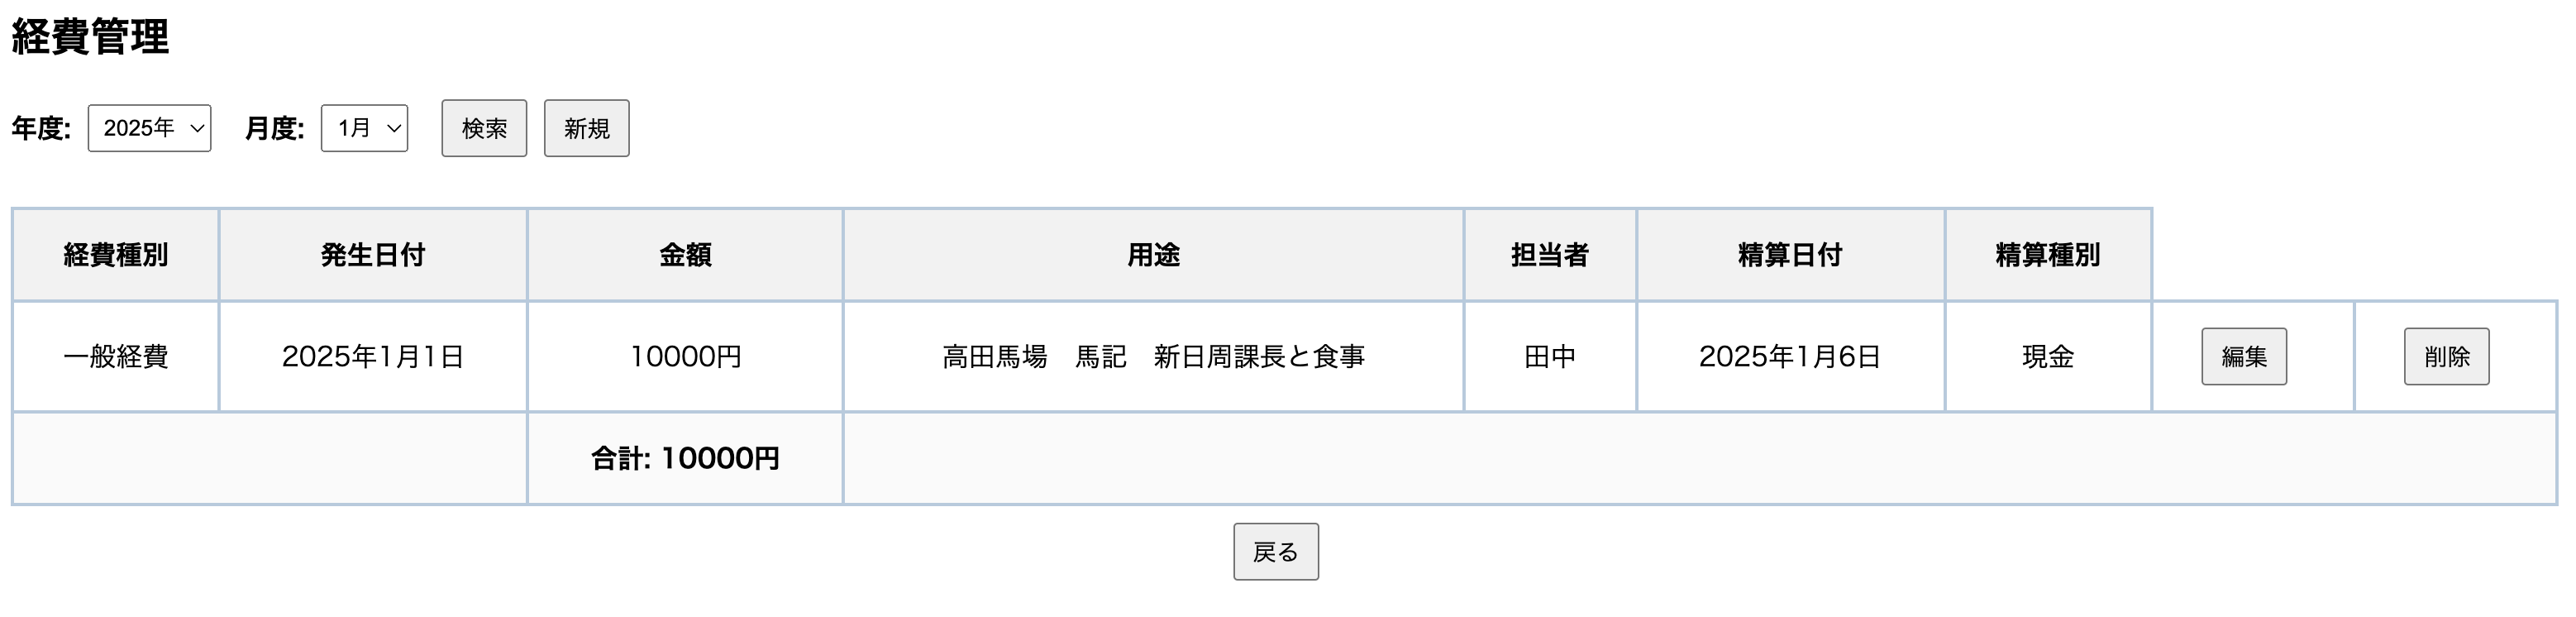 経費管理
年度: 2025年 月度: 1月 検索 新規
経費種別 発生日付 金額 用途 担当者 精算日付 精算種別
一般経費 2025年1月1日 10000円 高田馬場　馬記　新日周課長と食事 田中 2025年1月6日 現金 編集 削除
合計: 10000円
戻る